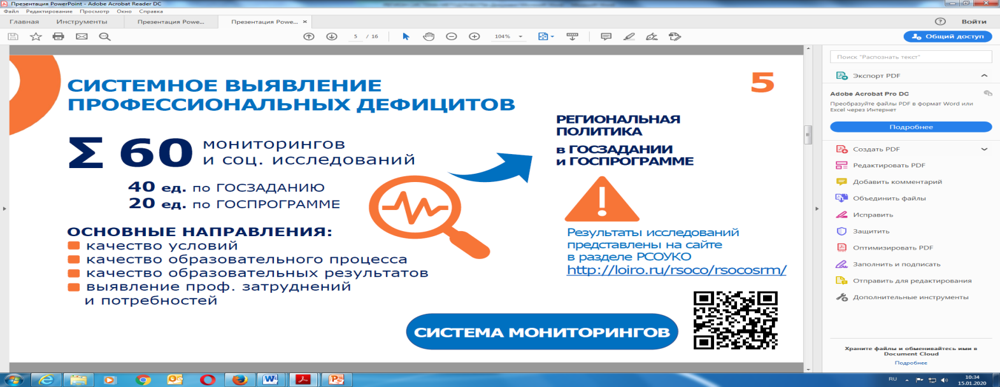 Презентация PowerPoint - Adobe Acrobat Reader DC
Файл Редактирование Просмотр Окно Справка
Главная Инструменты Презентация Powe... Презентация Powe... × ? Войти
5 / 16 104% Общий доступ
СИСТЕМНОЕ ВЫЯВЛЕНИЕ
ПРОФЕССИОНАЛЬНЫХ ДЕФИЦИТОВ
5
Σ 60 мониторингов
и соц. исследований
40 ед. по ГОСЗАДАНИЮ
20 ед. по ГОСПРОГРАММЕ
ОСНОВНЫЕ НАПРАВЛЕНИЯ:
качество условий
качество образовательного процесса
качество образовательных результатов
выявление проф. затруднений
и потребностей
РЕГИОНАЛЬНАЯ
ПОЛИТИКА
в ГОСЗАДАНИИ
и ГОСПРОГРАММЕ
!
Результаты исследований
представлены на сайте
в разделе РСОУКО
http://loiro.ru/rsoco/rsocosrm/
СИСТЕМА МОНИТОРИНГОВ
Поиск "Распознать текст"
Экспорт PDF
Adobe Acrobat Pro DC
Преобразуйте файлы PDF в формат Word или
Excel через Интернет
Подробнее
Создать PDF
Редактировать PDF
Добавить комментарий
Объединить файлы
Исправить
Защитить
Оптимизировать PDF
Заполнить и подписать
Отправить для редактирования
Дополнительные инструменты
Храните файлы и обменивайтесь ими в
Document Cloud
Подробнее
RU 10:34
15.01.2020